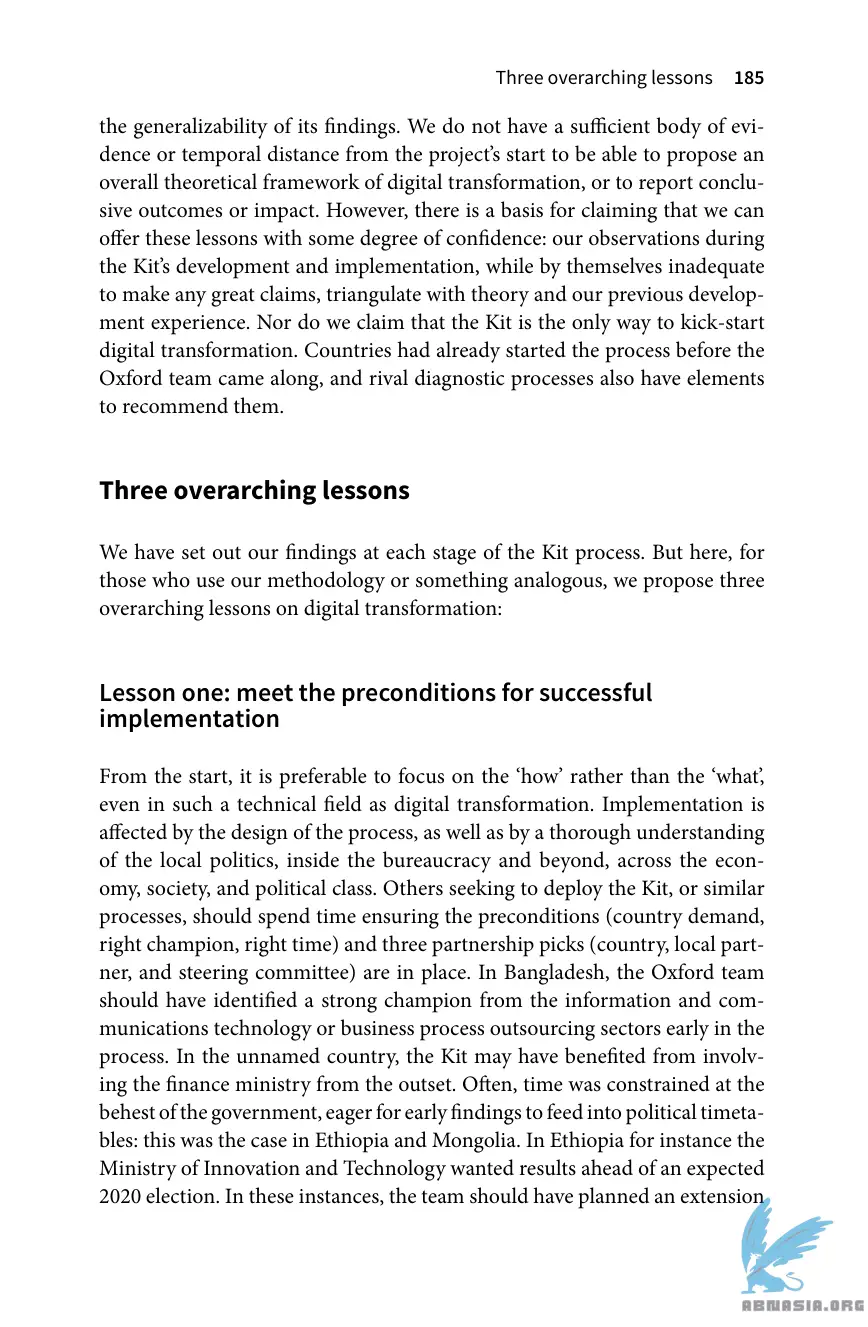 Three overarching lessons 185
the generalizability of its findings. We do not have a sufficient body of evi-
dence or temporal distance from the project’s start to be able to propose an
overall theoretical framework of digital transformation, or to report conclu-
sive outcomes or impact. However, there is a basis for claiming that we can
offer these lessons with some degree of confidence: our observations during
the Kit’s development and implementation, while by themselves inadequate
to make any great claims, triangulate with theory and our previous develop-
ment experience. Nor do we claim that the Kit is the only way to kick-start
digital transformation. Countries had already started the process before the
Oxford team came along, and rival diagnostic processes also have elements
to recommend them.
Three overarching lessons
We have set out our findings at each stage of the Kit process. But here, for
those who use our methodology or something analogous, we propose three
overarching lessons on digital transformation:
Lesson one: meet the preconditions for successful
implementation
From the start, it is preferable to focus on the ‘how’ rather than the ‘what’,
even in such a technical field as digital transformation. Implementation is
affected by the design of the process, as well as by a thorough understanding
of the local politics, inside the bureaucracy and beyond, across the econ-
omy, society, and political class. Others seeking to deploy the Kit, or similar
processes, should spend time ensuring the preconditions (country demand,
right champion, right time) and three partnership picks (country, local part-
ner, and steering committee) are in place. In Bangladesh, the Oxford team
should have identified a strong champion from the information and com-
munications technology or business process outsourcing sectors early in the
process. In the unnamed country, the Kit may have benefited from involv-
ing the finance ministry from the outset. Often, time was constrained at the
behest of the government, eager for early findings to feed into political timeta-
bles: this was the case in Ethiopia and Mongolia. In Ethiopia for instance the
Ministry of Innovation and Technology wanted results ahead of an expected
2020 election. In these instances, the team should have planned an extension
ABNASIA.ORG